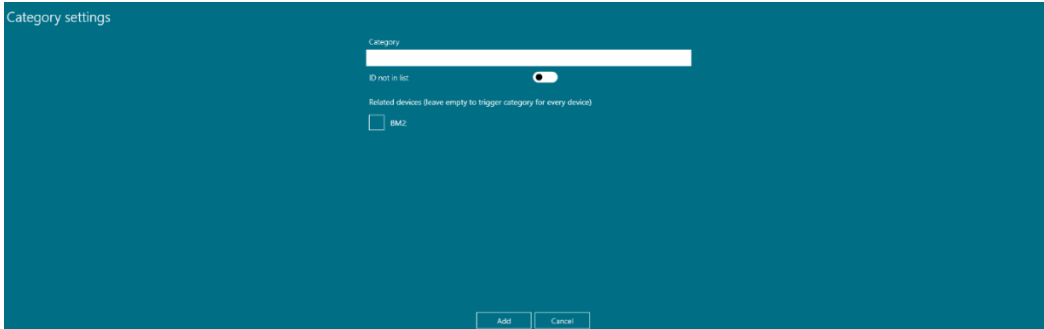 Category settings
Category
ID not in list
Related devices (leave empty to trigger category for every device)
BM2
Add
Cancel